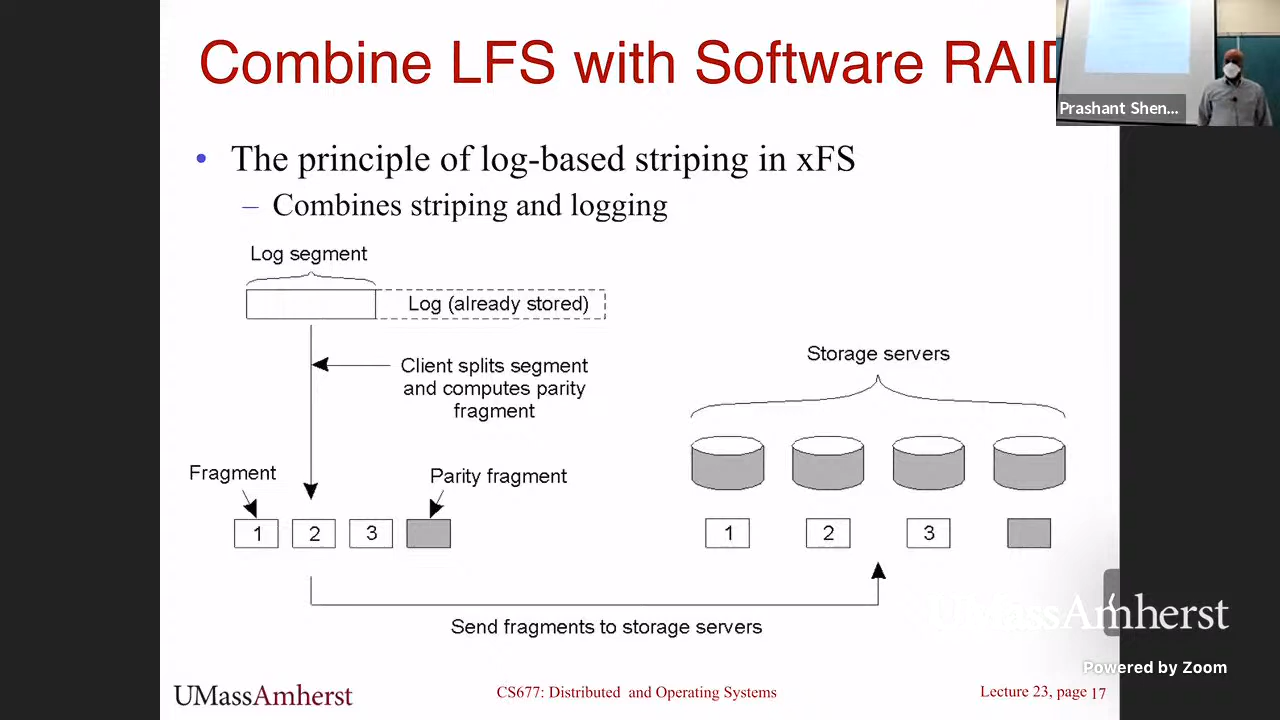 Combine LFS with Software RAID
Prashant Shen...
• The principle of log-based striping in xFS
– Combines striping and logging
Log segment
Log (already stored)
Client splits segment
and computes parity
fragment
Storage servers
Fragment
Parity fragment
1 2 3
1 2 3
Send fragments to storage servers
UMassAmherst
Powered by Zoom
UMassAmherst
CS677: Distributed and Operating Systems
Lecture 23, page 17